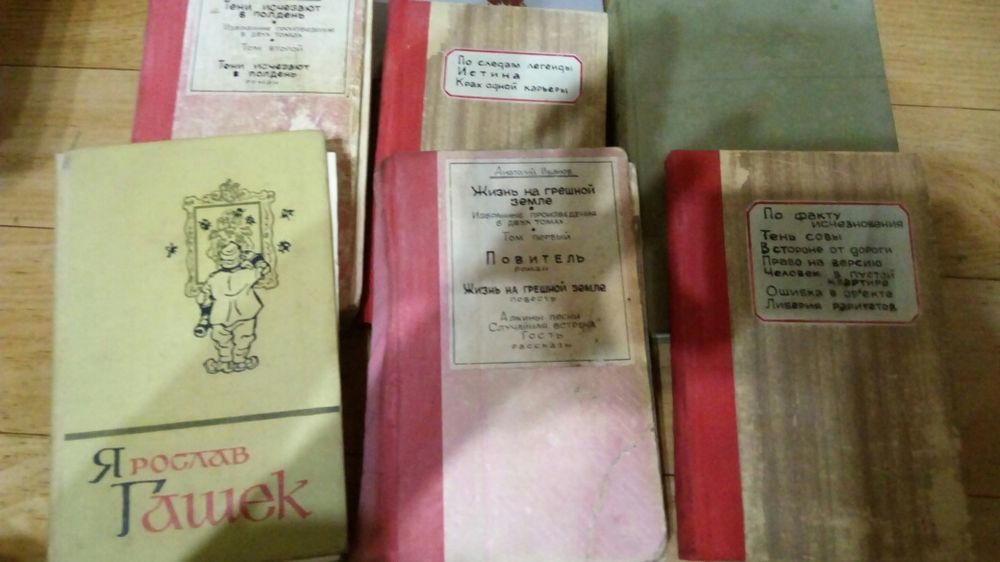 Тени исчезают
в полдень
Избранные произведения
в двух томах
Том второй
Тени исчезают
в полдень
роман
По следам легенды
Истина
Крах одной карьеры
Ярослав
Гашек
Анатолий Иванов
Жизнь на грешной
земле
Избранные произведения
в двух томах
Том первый
Повитель
роман
Жизнь на грешной земле
повесть
Алкины песни
Случайная встреча
Гость
рассказы
По факту
исчезновения
Тень совы
В стороне от дороги
Право на версию
Человек в пустой
квартире
Ошибка в объекте
Либерия раритетов